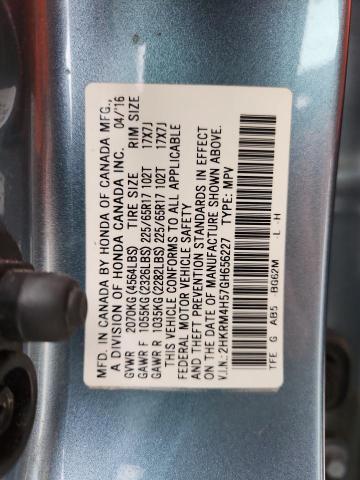 MFD. IN CANADA BY HONDA OF CANADA MFG.,
A DIVISION OF HONDA CANADA INC. 04/16
GVWR 2070KG(4564LBS) TIRE SIZE RIM SIZE
GAWR F 1055KG(2326LBS) 225/65R17 102T 17X7J
GAWR R 1035KG(2282LBS) 225/65R17 102T 17X7J
THIS VEHICLE CONFORMS TO ALL APPLICABLE
FEDERAL MOTOR VEHICLE SAFETY
AND THEFT PREVENTION STANDARDS IN EFFECT
ON THE DATE OF MANUFACTURE SHOWN ABOVE.
V.I.N.: 2HKRM4H57GH656227 TYPE: MPV
TFE G AB5 -BG62M -L H